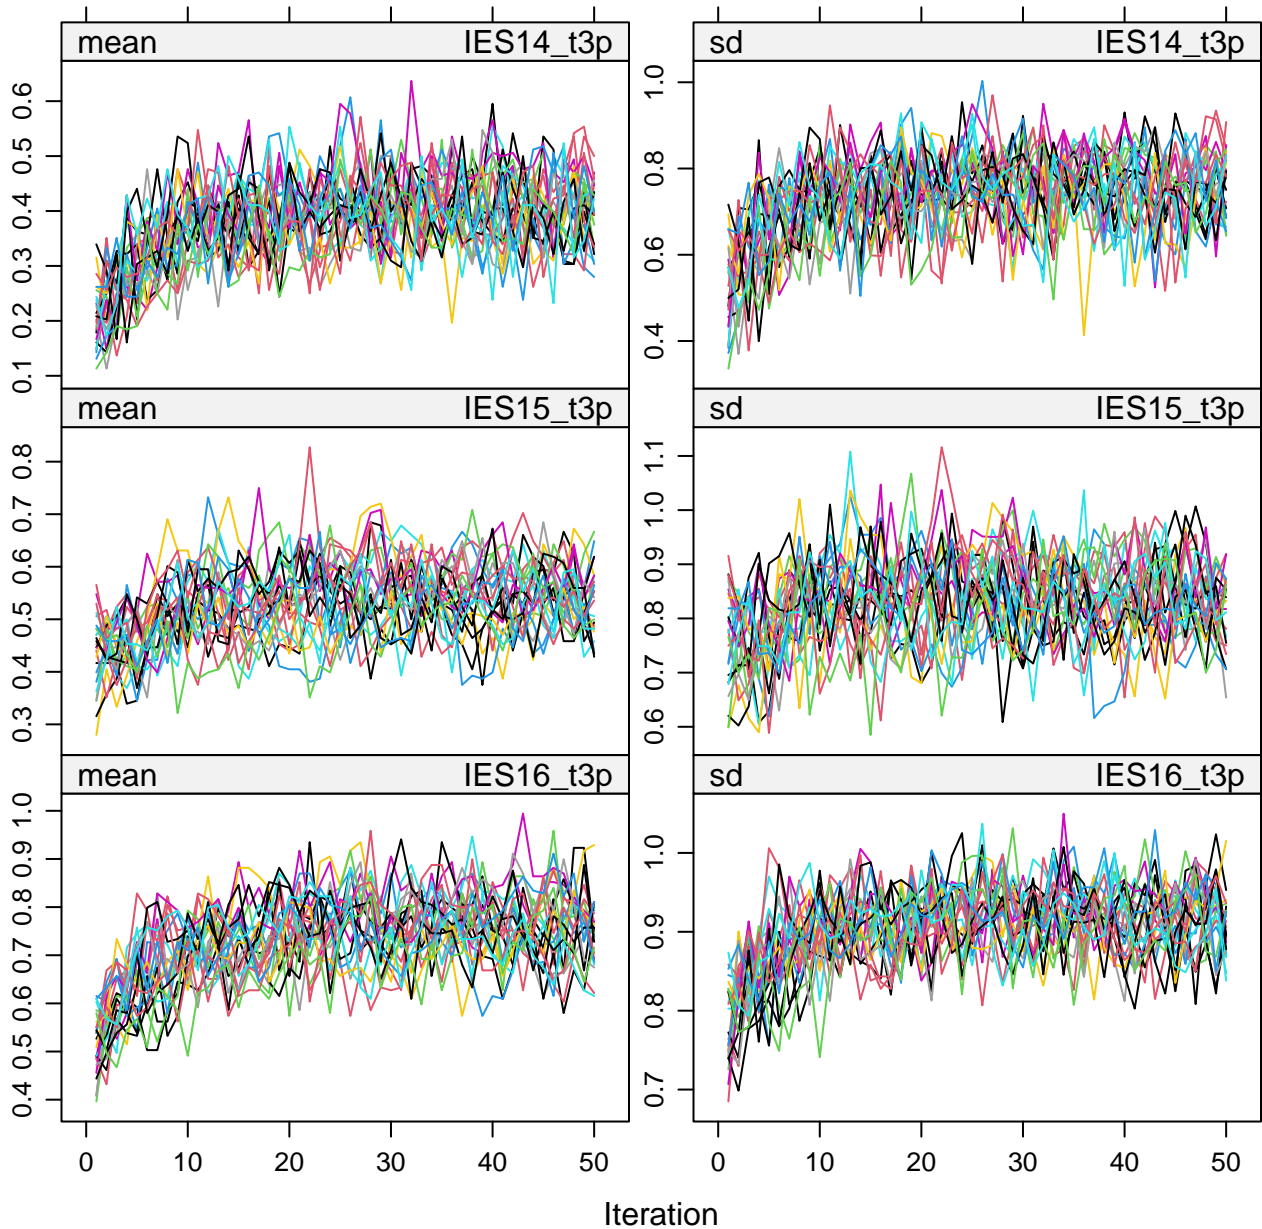 mean IES14_t3p
sd IES14_t3p
0.1 0.2 0.3 0.4 0.5 0.6
0.4 0.6 0.8 1.0
mean IES15_t3p
sd IES15_t3p
0.3 0.4 0.5 0.6 0.7 0.8
0.6 0.7 0.8 0.9 1.0 1.1
mean IES16_t3p
sd IES16_t3p
0.4 0.5 0.6 0.7 0.8 0.9 1.0
0.7 0.8 0.9 1.0
0 10 20 30 40 50
0 10 20 30 40 50
Iteration